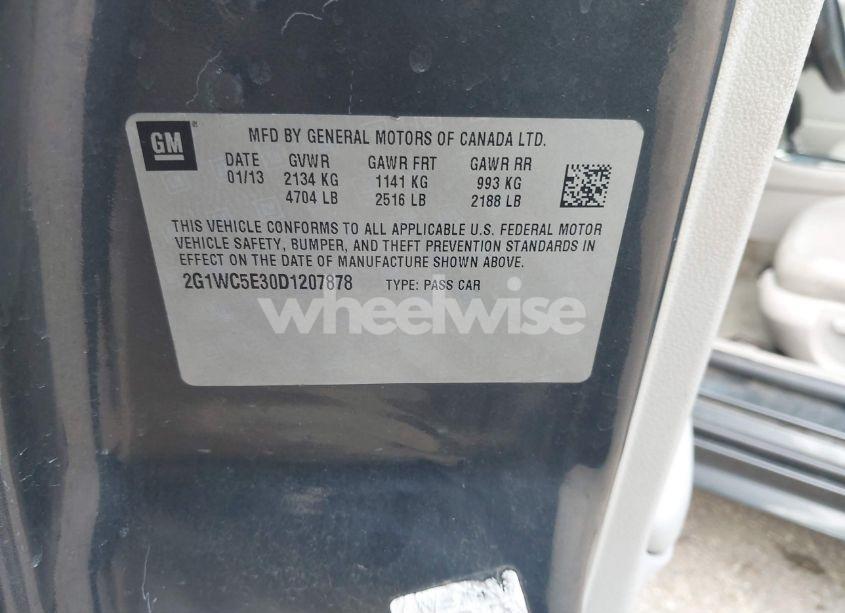 GM
MFD BY GENERAL MOTORS OF CANADA LTD.
DATE GVWR GAWR FRT GAWR RR
01/13 2134 KG 1141 KG 993 KG
4704 LB 2516 LB 2188 LB
THIS VEHICLE CONFORMS TO ALL APPLICABLE U.S. FEDERAL MOTOR
VEHICLE SAFETY, BUMPER, AND THEFT PREVENTION STANDARDS IN
EFFECT ON THE DATE OF MANUFACTURE SHOWN ABOVE.
2G1WC5E30D1207878 TYPE: PASS CAR
wheelwise